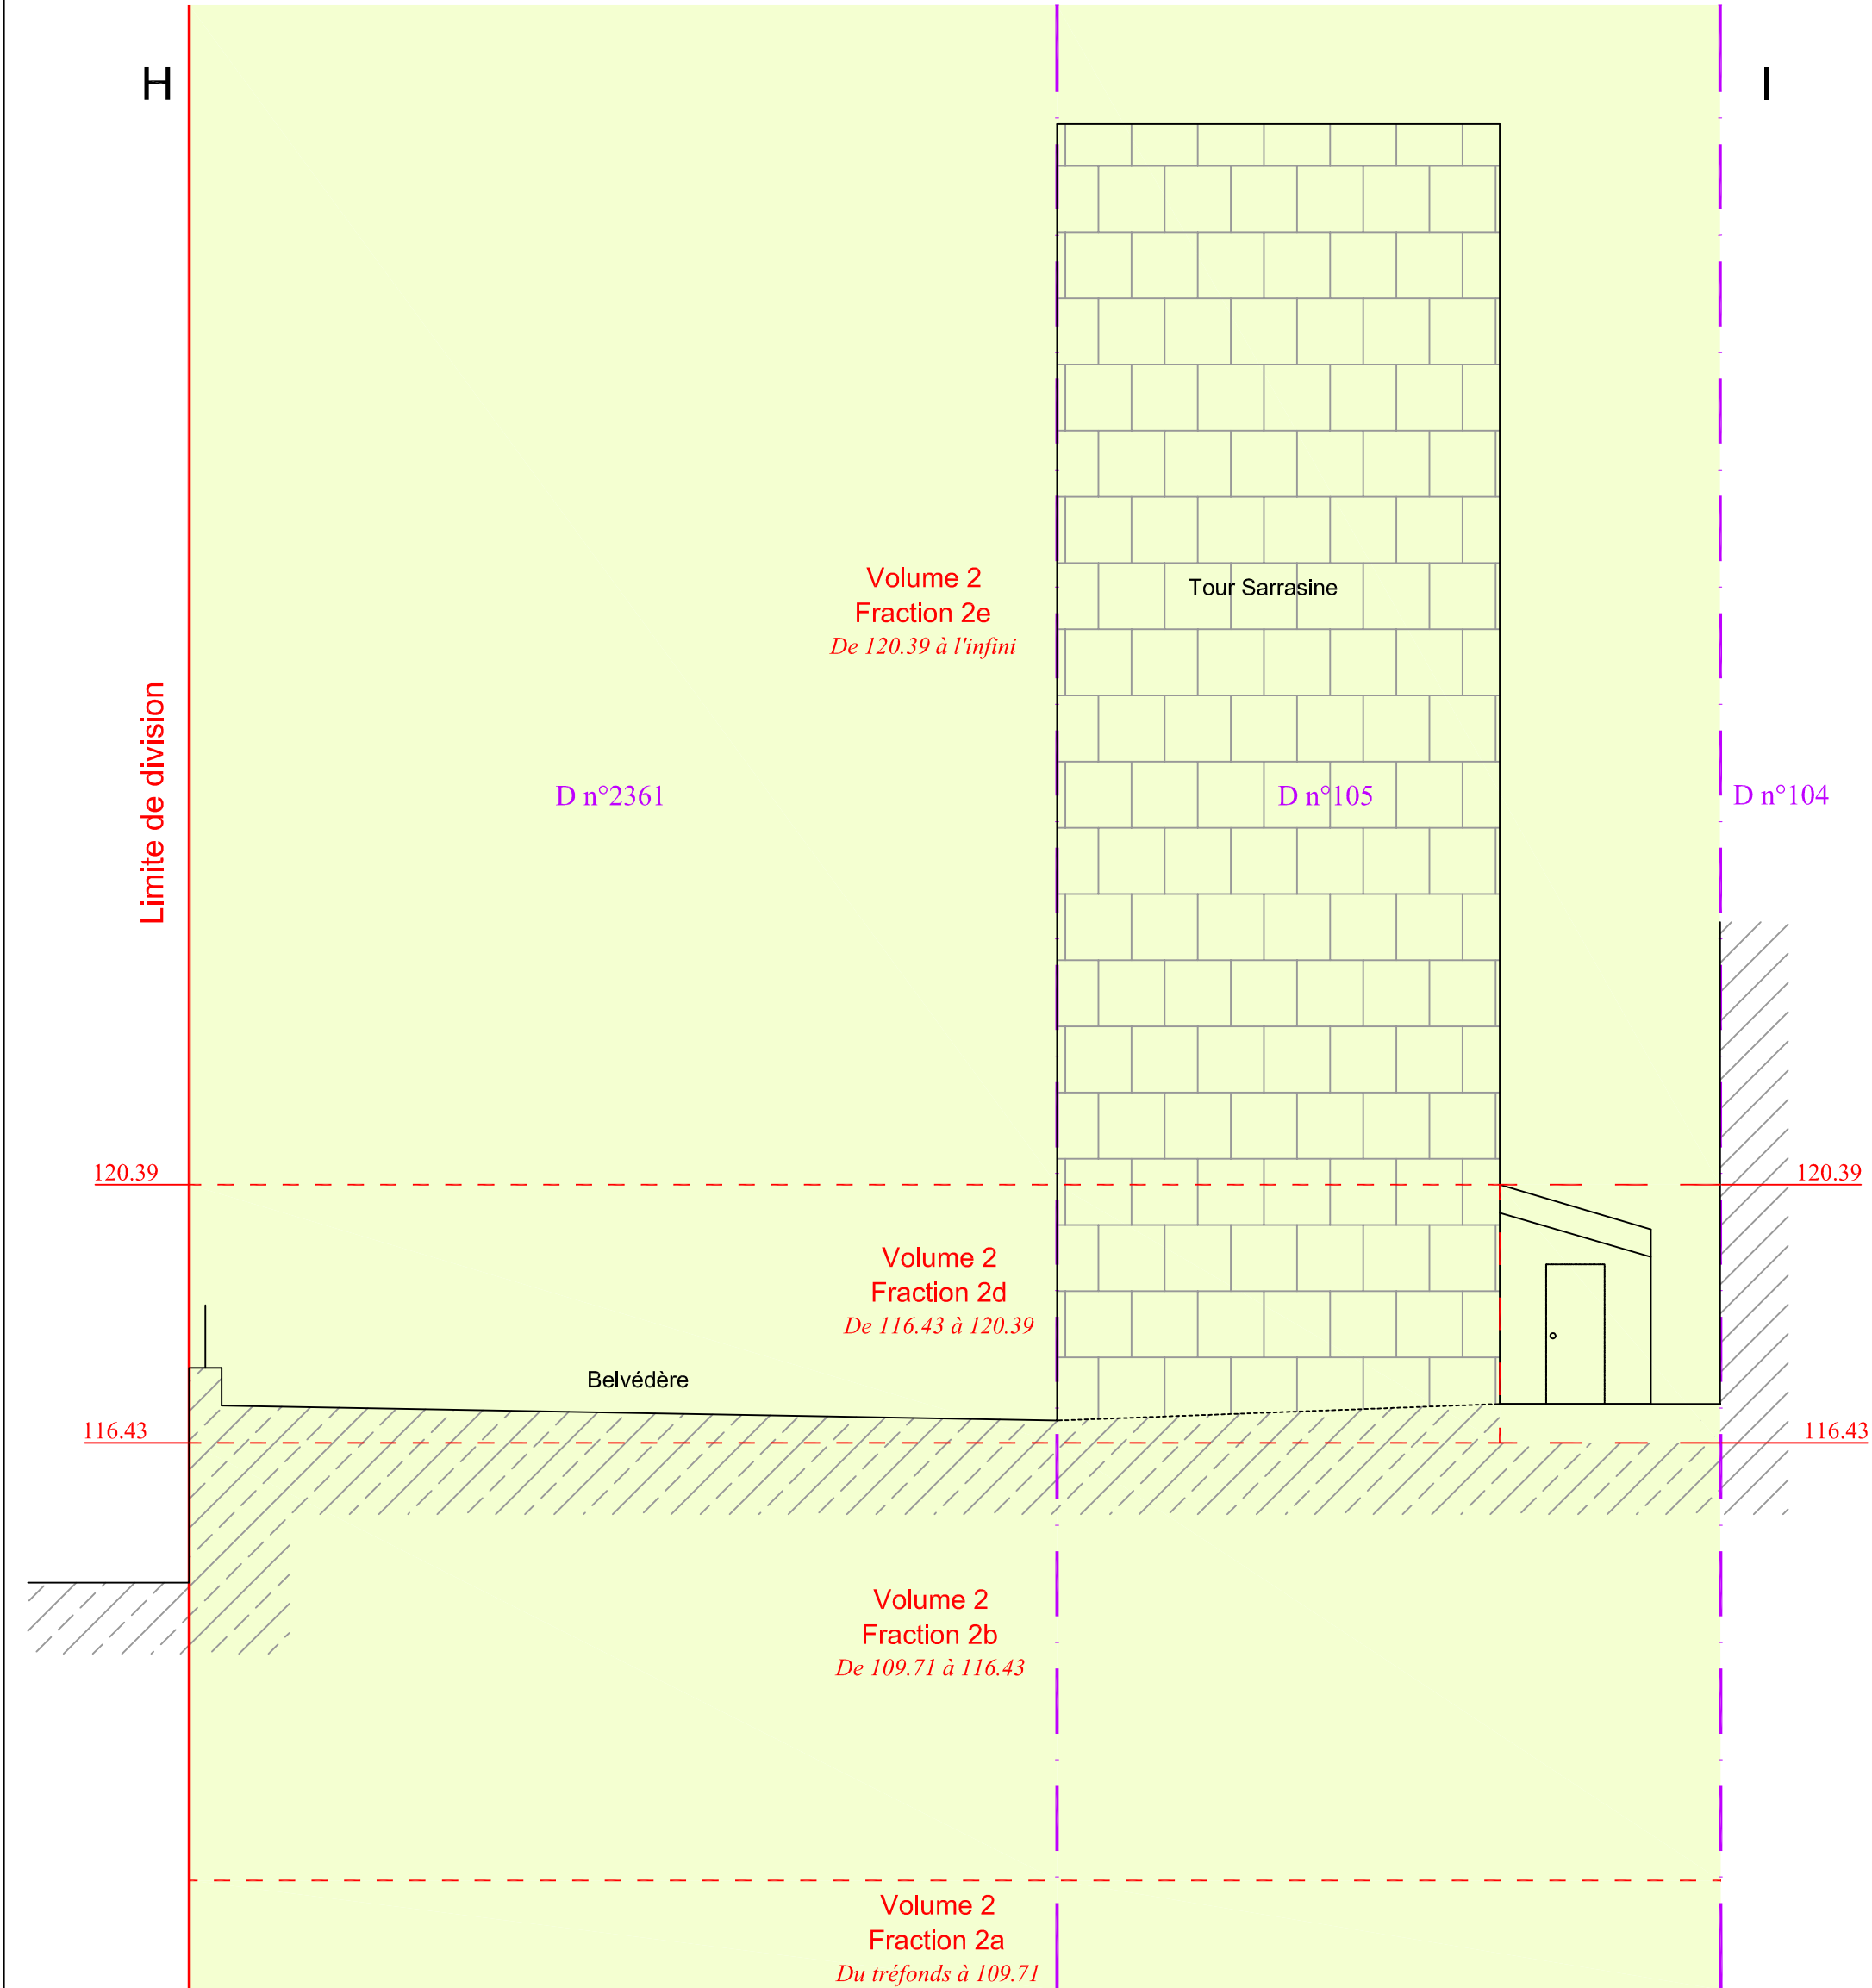 H
I
Volume 2
Fraction 2e
De 120.39 à l'infini
Tour Sarrasine
Limite de division
D n°2361
D n°105
D n°104
120.39
120.39
Volume 2
Fraction 2d
De 116.43 à 120.39
Belvédère
116.43
116.43
Volume 2
Fraction 2b
De 109.71 à 116.43
Volume 2
Fraction 2a
Du tréfonds à 109.71